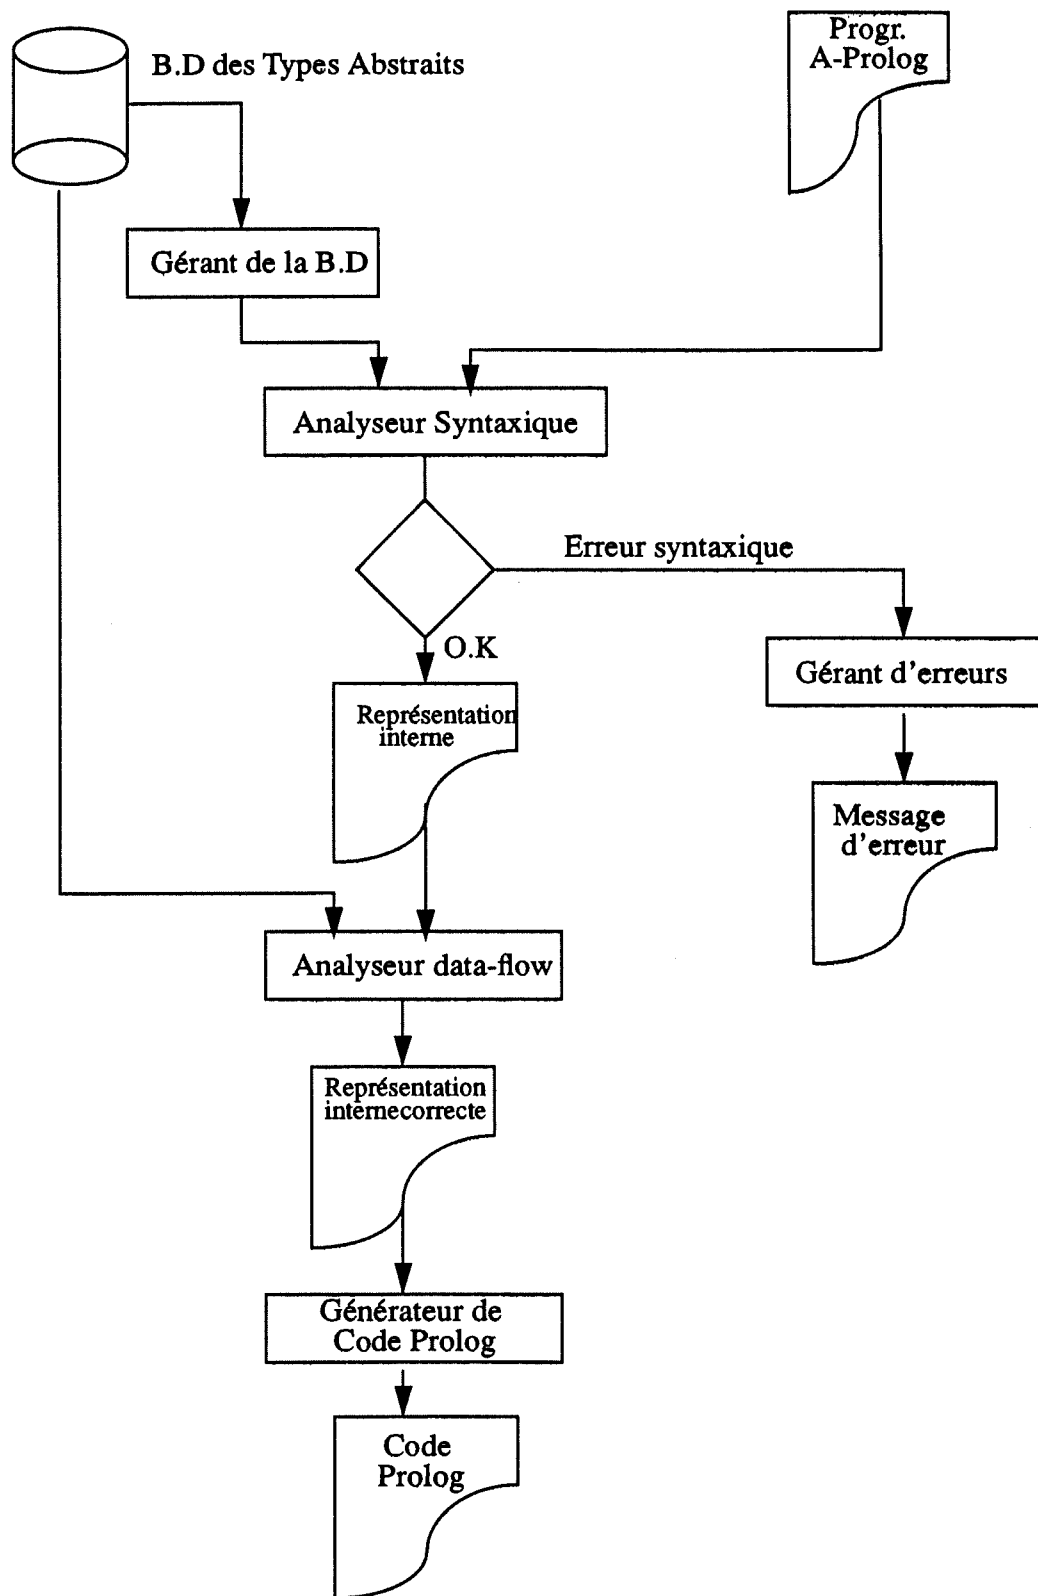 Progr.
A-Prolog
B.D des Types Abstraits
Gérant de la B.D
Analyseur Syntaxique
Erreur syntaxique
O.K
Gérant d'erreurs
Représentation
interne
Message
d'erreur
Analyseur data-flow
Représentation
internecorrecte
Générateur de
Code Prolog
Code
Prolog